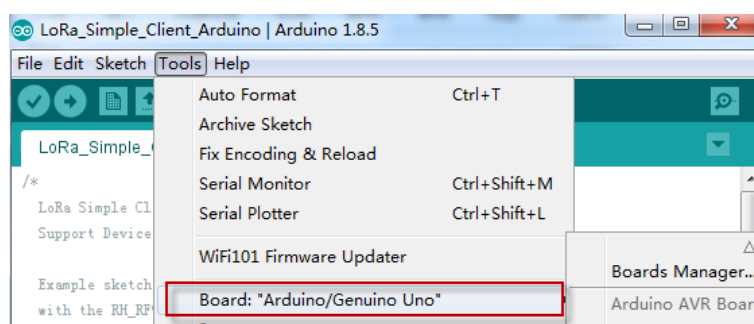 LoRa_Simple_Client_Arduino | Arduino 1.8.5
File Edit Sketch Tools Help
Auto Format Ctrl+T
Archive Sketch
LoRa_Simple_
Fix Encoding & Reload
/*
Serial Monitor Ctrl+Shift+M
LoRa Simple Cl
Serial Plotter Ctrl+Shift+L
Support Device
WiFi101 Firmware Updater
Boards Manager...
Example sketch
Board: "Arduino/Genuino Uno"
Arduino AVR Boar
with the RH_RF